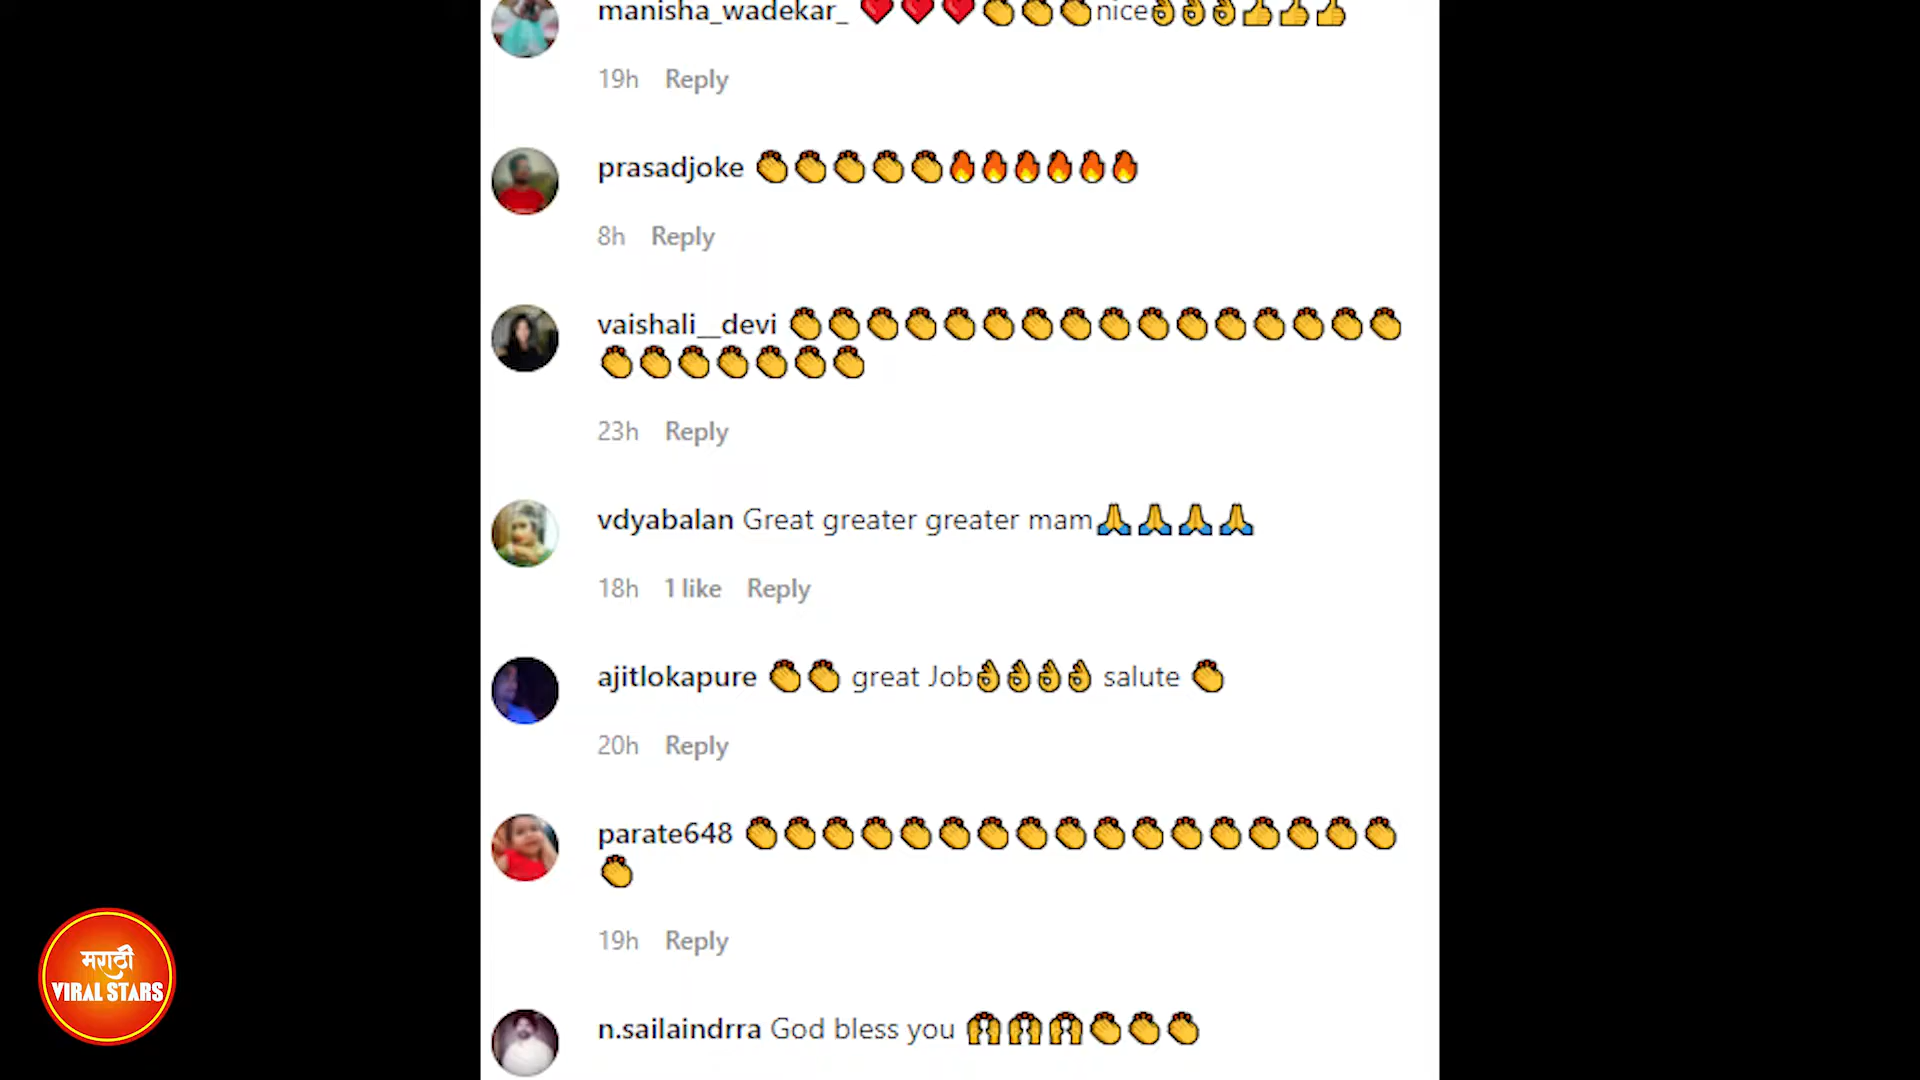 manisha_wadekar_ ❤️❤️❤️👏👏👏nice👌👌👌👍👍👍
19h Reply
prasadjoke 👏👏👏👏👏🔥🔥🔥🔥🔥🔥
8h Reply
vaishali__devi 👏👏👏👏👏👏👏👏👏👏👏👏👏👏👏👏
👏👏👏👏👏👏👏
23h Reply
vdyabalan Great greater greater mam🙏🙏🙏🙏
18h 1 like Reply
ajitlokapure 👏👏 great Job👌👌👌👌 salute 👏
20h Reply
parate648 👏👏👏👏👏👏👏👏👏👏👏👏👏👏👏👏👏
👏
19h Reply
n.sailaindrra God bless you 🙌🙌🙌👏👏👏
मराठी
VIRAL STARS